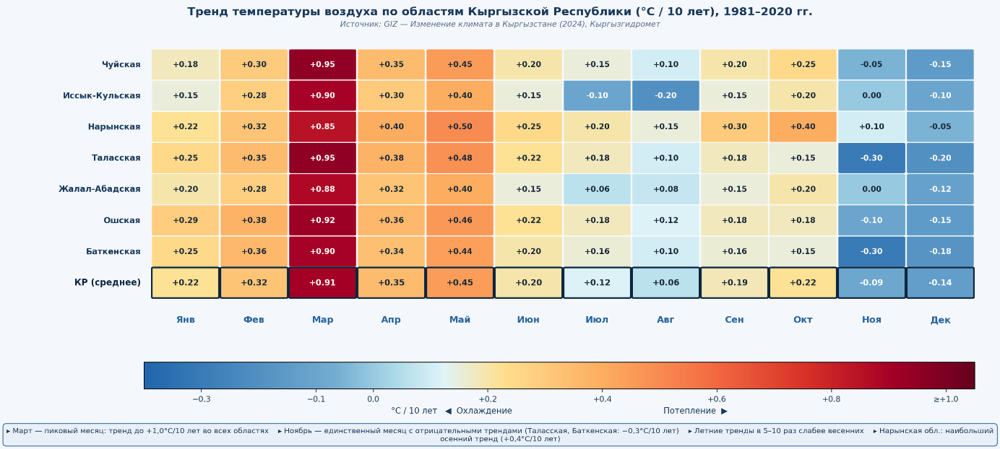 Тренд температуры воздуха по областям Кыргызской Республики (°C / 10 лет), 1981–2020 гг.
Источник: GIZ — Изменение климата в Кыргызстане (2024), Кыргызгидромет
Чуйская +0.18 +0.30 +0.95 +0.35 +0.45 +0.20 +0.15 +0.10 +0.20 +0.25 -0.05 -0.15
Иссык-Кульская +0.15 +0.28 +0.90 +0.30 +0.40 +0.15 -0.10 -0.20 +0.15 +0.20 0.00 -0.10
Нарынская +0.22 +0.32 +0.85 +0.40 +0.50 +0.25 +0.20 +0.15 +0.30 +0.40 +0.10 -0.05
Таласская +0.25 +0.35 +0.95 +0.38 +0.48 +0.22 +0.18 +0.10 +0.18 +0.15 -0.30 -0.20
Жалал-Абадская +0.20 +0.28 +0.88 +0.32 +0.40 +0.15 +0.06 +0.08 +0.15 +0.20 0.00 -0.12
Ошская +0.29 +0.38 +0.92 +0.36 +0.46 +0.22 +0.18 +0.12 +0.18 +0.18 -0.10 -0.15
Баткенская +0.25 +0.36 +0.90 +0.34 +0.44 +0.20 +0.16 +0.10 +0.16 +0.15 -0.30 -0.18
КР (среднее) +0.22 +0.32 +0.91 +0.35 +0.45 +0.20 +0.12 +0.06 +0.19 +0.22 -0.09 -0.14
Янв Фев Мар Апр Май Июн Июл Авг Сен Окт Ноя Дек
−0.3 −0.1 0.0 +0.2 +0.4 +0.6 +0.8 ≥+1.0
°C / 10 лет ◀ Охлаждение Потепление ▶
▸ Март — пиковый месяц: тренд до +1,0°C/10 лет во всех областях ▸ Ноябрь — единственный месяц с отрицательными трендами (Таласская, Баткенская: −0,3°C/10 лет) ▸ Летние тренды в 5–10 раз слабее весенних ▸ Нарынская обл.: наибольший
осенний тренд (+0,4°C/10 лет)